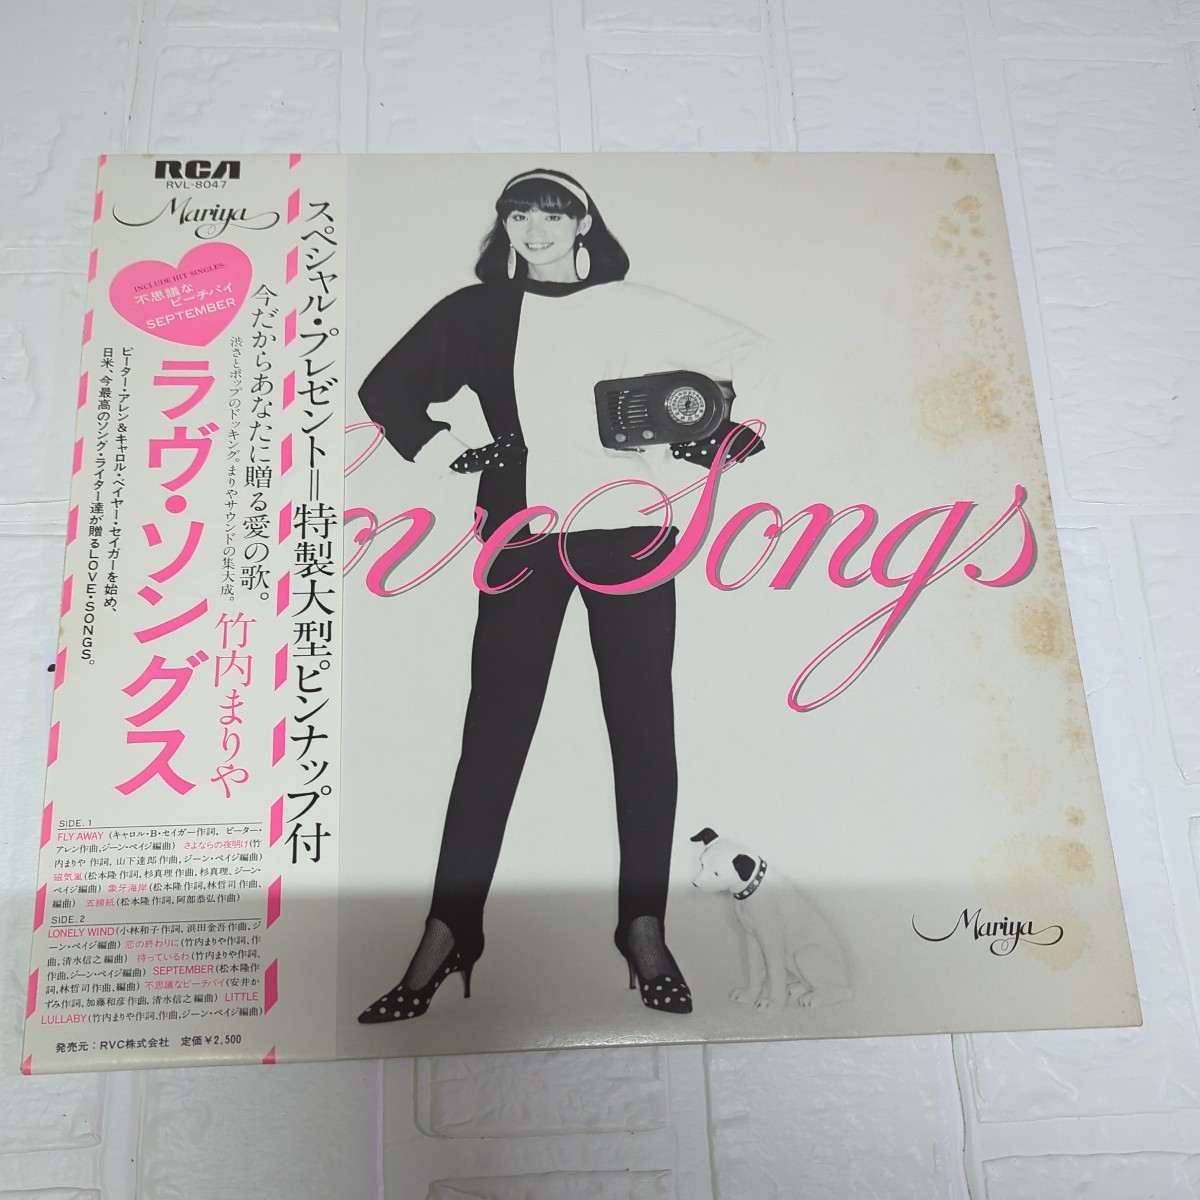 RCA
RVL-8047
Mariya
INCLUDE HIT SINGLES.
不思議な
ピーチパイ
SEPTEMBER
スペシャル・プレゼント＝特製大型ピンナップ付
今だからあなたに贈る愛の歌。
渋さとポップのドッキング。まりやサウンドの集大成。
竹内まりや
ラヴ・ソングス
ピーター・アレン＆キャロル・ベイヤー・セイガーを始め、
日米、今最高のソング・ライター達が贈るLOVE・SONGS。
SIDE. 1
FLY AWAY (キャロル・B・セイガー作詞、ピーター・
アレン作曲,ジーン・ペイジ編曲) さよならの夜明け(竹
内まりや 作詞、山下達郎 作曲,ジーン・ペイジ編曲)
磁気嵐(松本隆 作詞,杉真理 作曲,杉真理、ジーン・
ペイジ編曲) 象牙海岸(松本隆 作詞,林哲司 作曲、
編曲) 五線紙(松本隆 作詞,阿部恭弘作曲)
SIDE. 2
LONELY WIND(小林和子 作詞,浜田金吾 作曲,ジ
ーン・ペイジ編曲) 恋の終わりに(竹内まりや作詞、作
曲,清水信之 編曲) 待っているわ(竹内まりや作詞、
作曲,ジーン・ペイジ編曲) SEPTEMBER(松本隆作
詞,林哲司 作曲、編曲) 不思議なピーチパイ(安井か
ずみ作詞,加藤和彦 作曲,清水信之 編曲) LITTLE
LULLABY(竹内まりや作詞、作曲,ジーン・ペイジ編曲)
発売元：RVC株式会社 定価￥2,500
Love Songs
Mariya